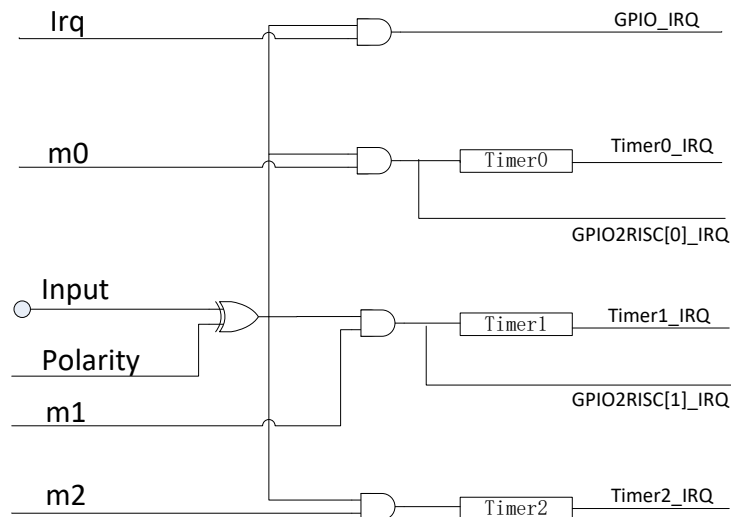 Irq
GPIO_IRQ
m0
Timer0
Timer0_IRQ
GPIO2RISC[0]_IRQ
Input
Timer1
Timer1_IRQ
Polarity
GPIO2RISC[1]_IRQ
m1
m2
Timer2
Timer2_IRQ